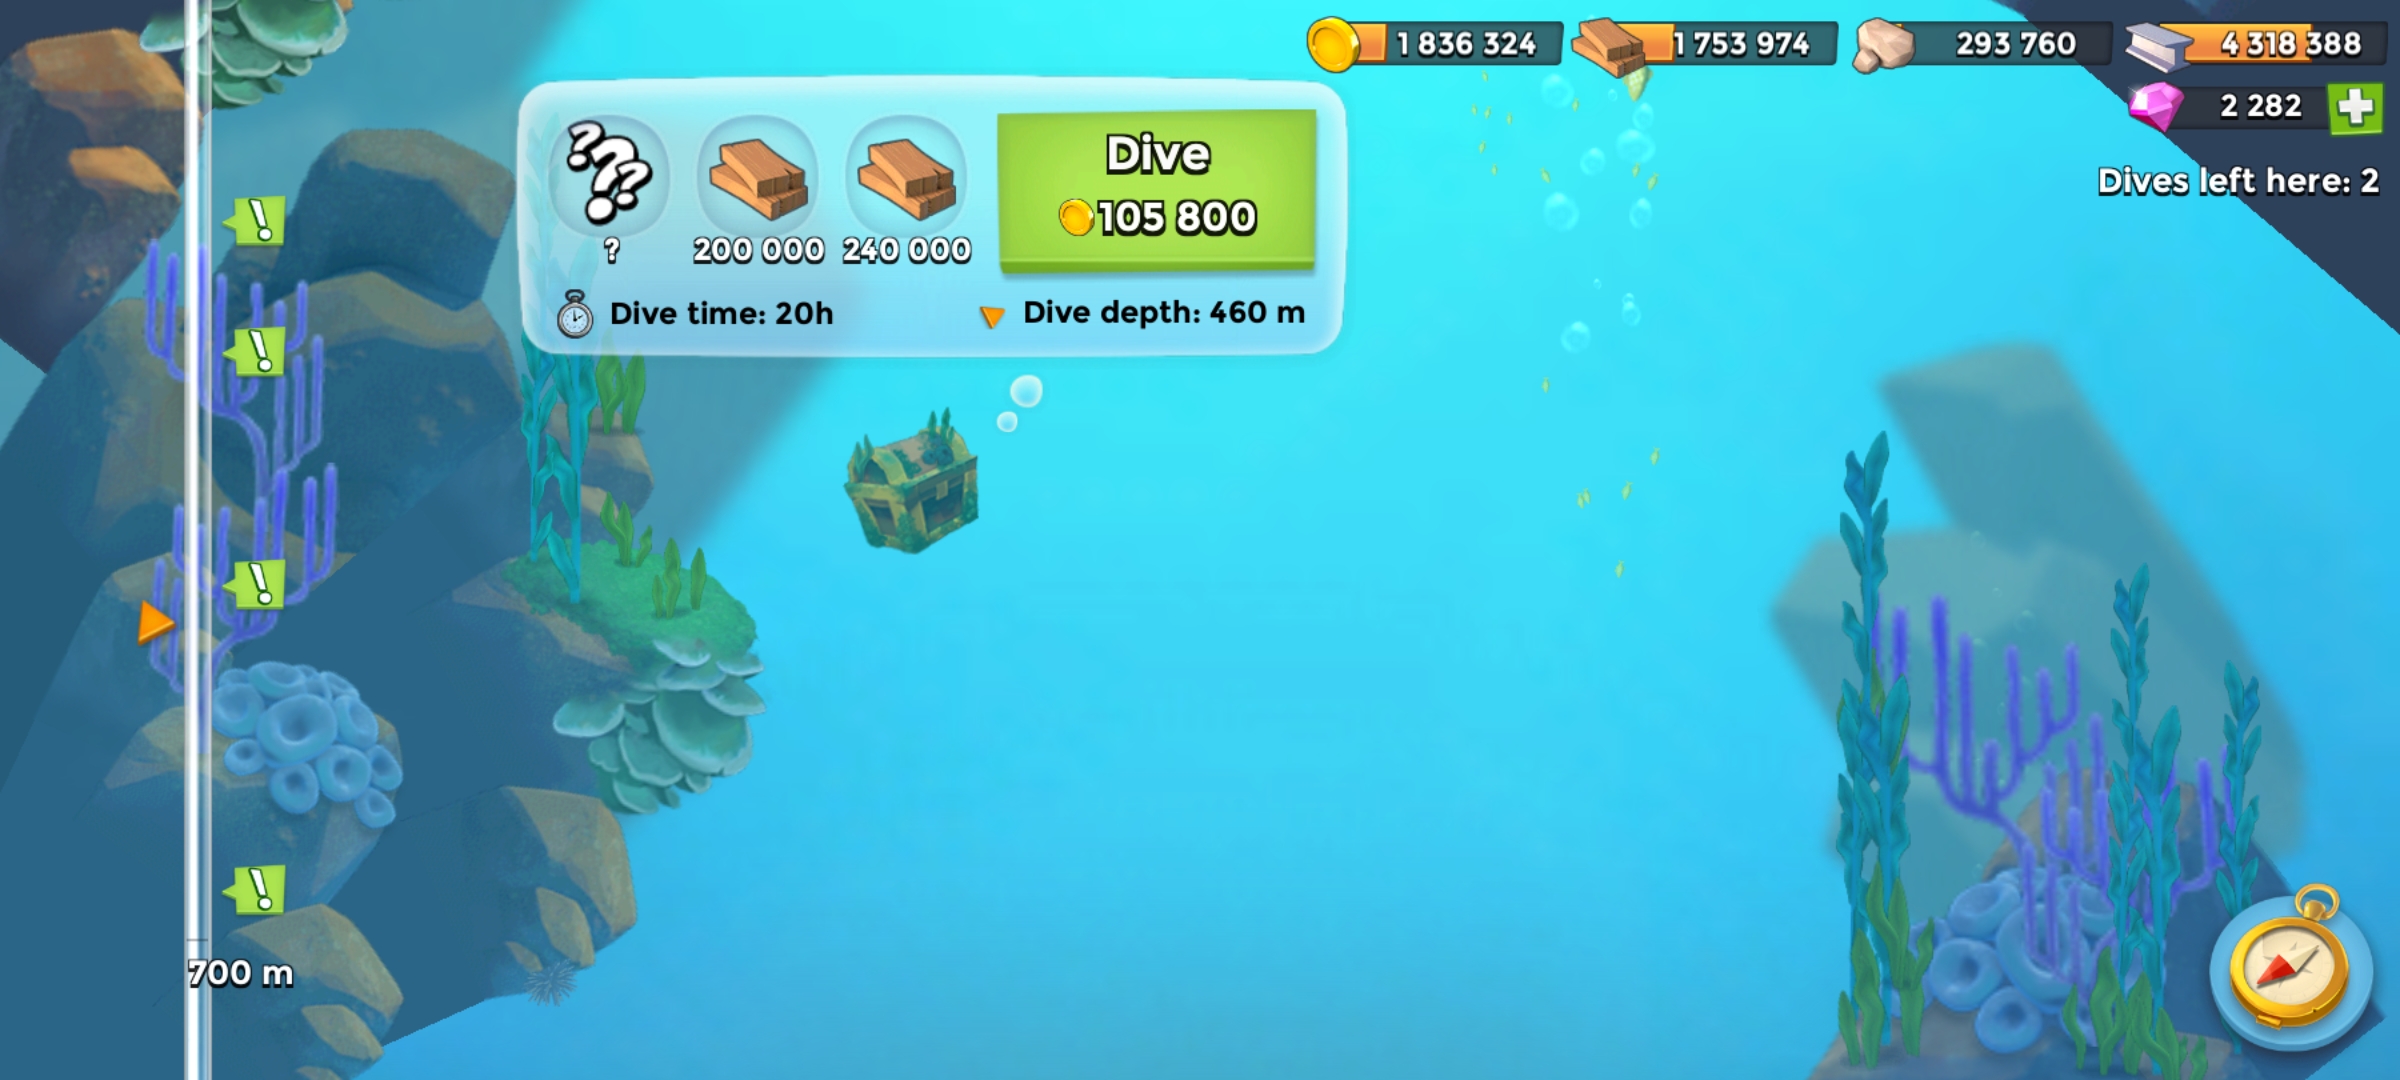 1 836 324
1 753 974
293 760
4 318 388
2 282
Dives left here: 2
???
?
200 000
240 000
Dive
105 800
Dive time: 20h
Dive depth: 460 m
!
!
!
!
700 m